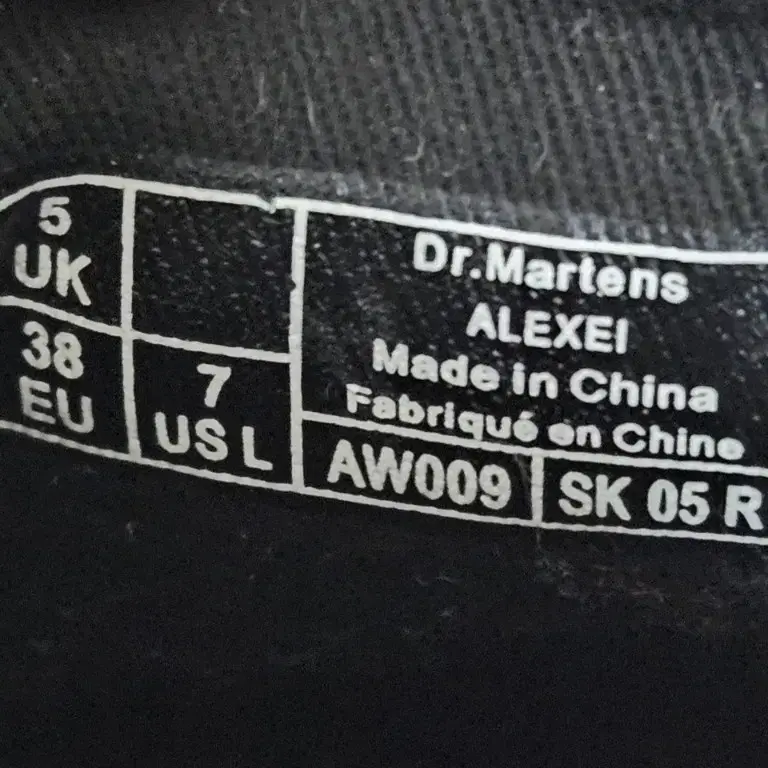 5
UK
38
EU
7
US L
Dr.Martens
ALEXEI
Made in China
Fabriqué en Chine
AW009
SK 05 R